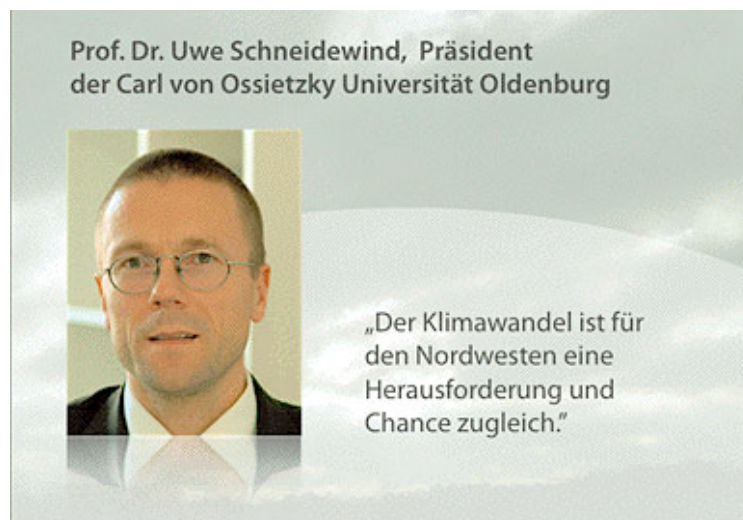 Prof. Dr. Uwe Schneidewind, Präsident
der Carl von Ossietzky Universität Oldenburg
„Der Klimawandel ist für
den Nordwesten eine
Herausforderung und
Chance zugleich.”